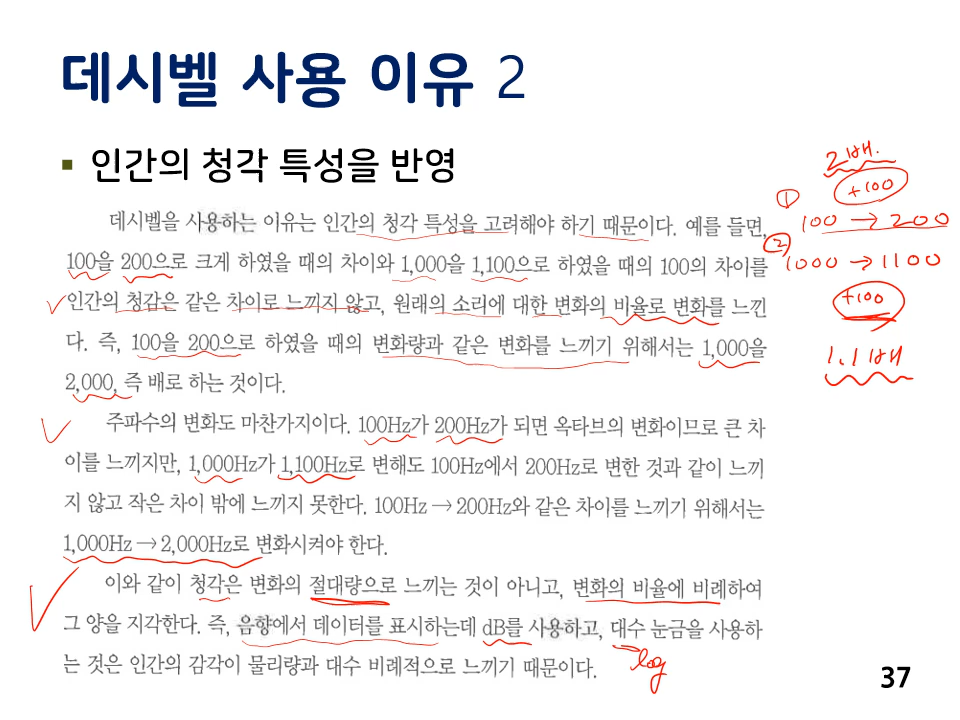 데시벨 사용 이유 2
▪ 인간의 청각 특성을 반영
데시벨을 사용하는 이유는 인간의 청각 특성을 고려해야 하기 때문이다. 예를 들면,
100을 200으로 크게 하였을 때의 차이와 1,000을 1,100으로 하였을 때의 100의 차이를
인간의 청감은 같은 차이로 느끼지 않고, 원래의 소리에 대한 변화의 비율로 변화를 느낀
다. 즉, 100을 200으로 하였을 때의 변화량과 같은 변화를 느끼기 위해서는 1,000을
2,000, 즉 배로 하는 것이다.
주파수의 변화도 마찬가지이다. 100Hz가 200Hz가 되면 옥타브의 변화이므로 큰 차
이를 느끼지만, 1,000Hz가 1,100Hz로 변해도 100Hz에서 200Hz로 변한 것과 같이 느끼
지 않고 작은 차이 밖에 느끼지 못한다. 100Hz → 200Hz와 같은 차이를 느끼기 위해서는
1,000Hz → 2,000Hz로 변화시켜야 한다.
이와 같이 청각은 변화의 절대량으로 느끼는 것이 아니고, 변화의 비율에 비례하여
그 양을 지각한다. 즉, 음향에서 데이터를 표시하는데 dB를 사용하고, 대수 눈금을 사용하
는 것은 인간의 감각이 물리량과 대수 비례적으로 느끼기 때문이다.
log
2배.
+100
① 100 → 200
② 1000 → 1100
+100
1.1배
37